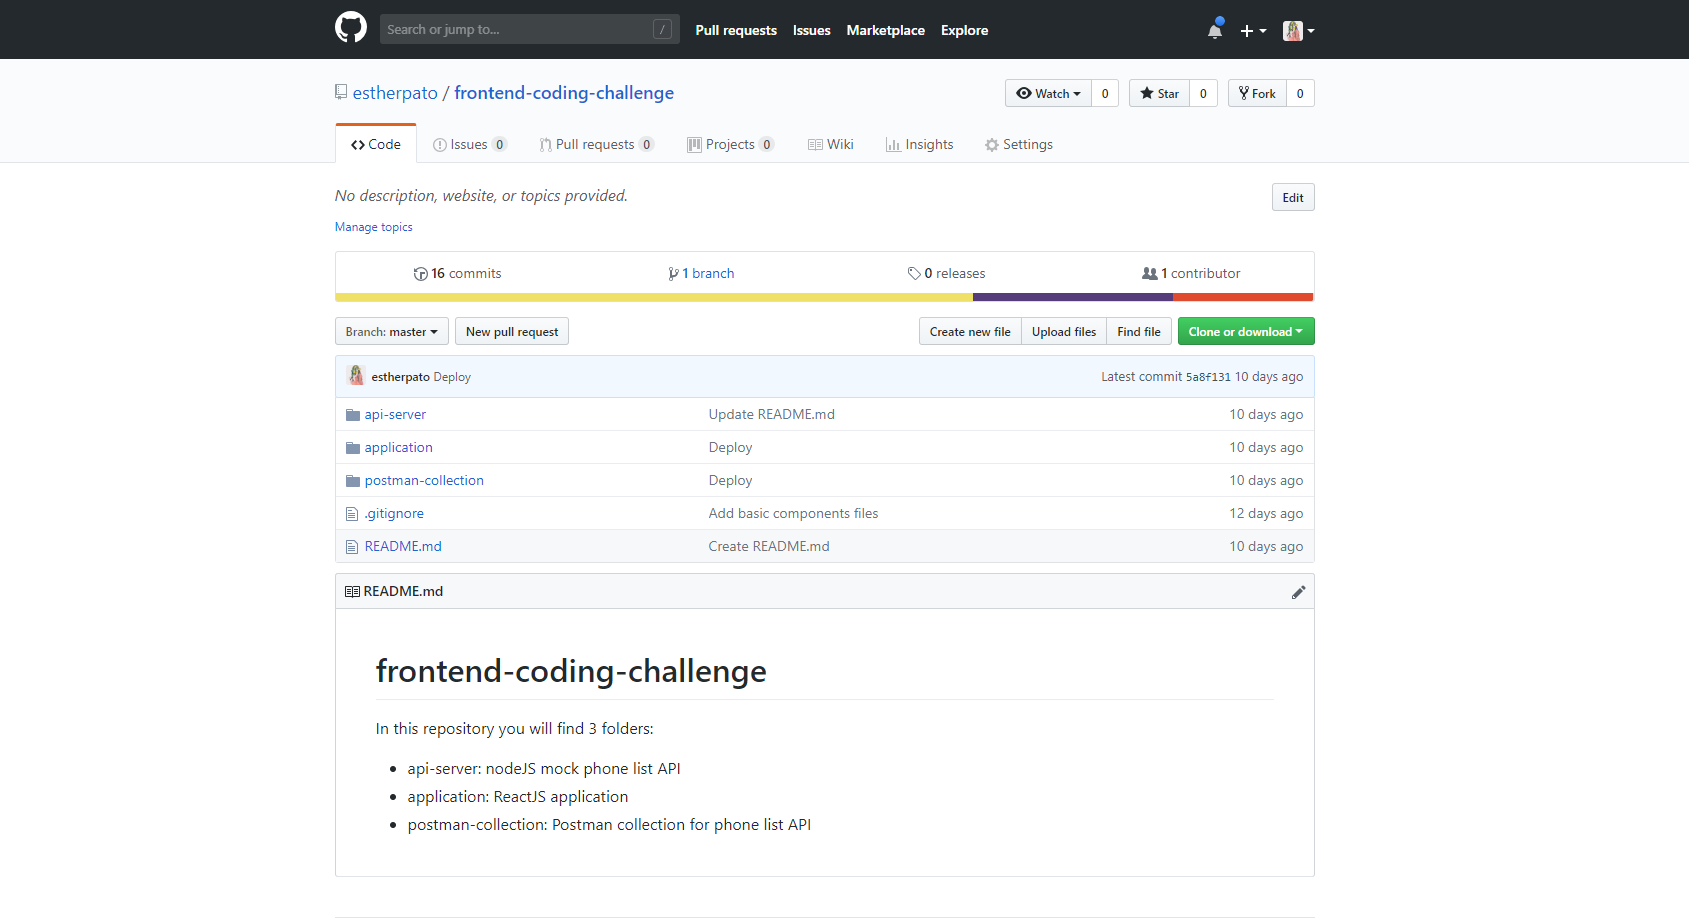 Search or jump to... /
Pull requests Issues Marketplace Explore
estherpato / frontend-coding-challenge
Watch 0 Star 0 Fork 0
Code Issues 0 Pull requests 0 Projects 0 Wiki Insights Settings
No description, website, or topics provided. Edit
Manage topics
16 commits 1 branch 0 releases 1 contributor
Branch: master New pull request Create new file Upload files Find file Clone or download
estherpato Deploy Latest commit 5a8f131 10 days ago
api-server Update README.md 10 days ago
application Deploy 10 days ago
postman-collection Deploy 10 days ago
.gitignore Add basic components files 12 days ago
README.md Create README.md 10 days ago
README.md
frontend-coding-challenge
In this repository you will find 3 folders:
• api-server: nodeJS mock phone list API
• application: ReactJS application
• postman-collection: Postman collection for phone list API